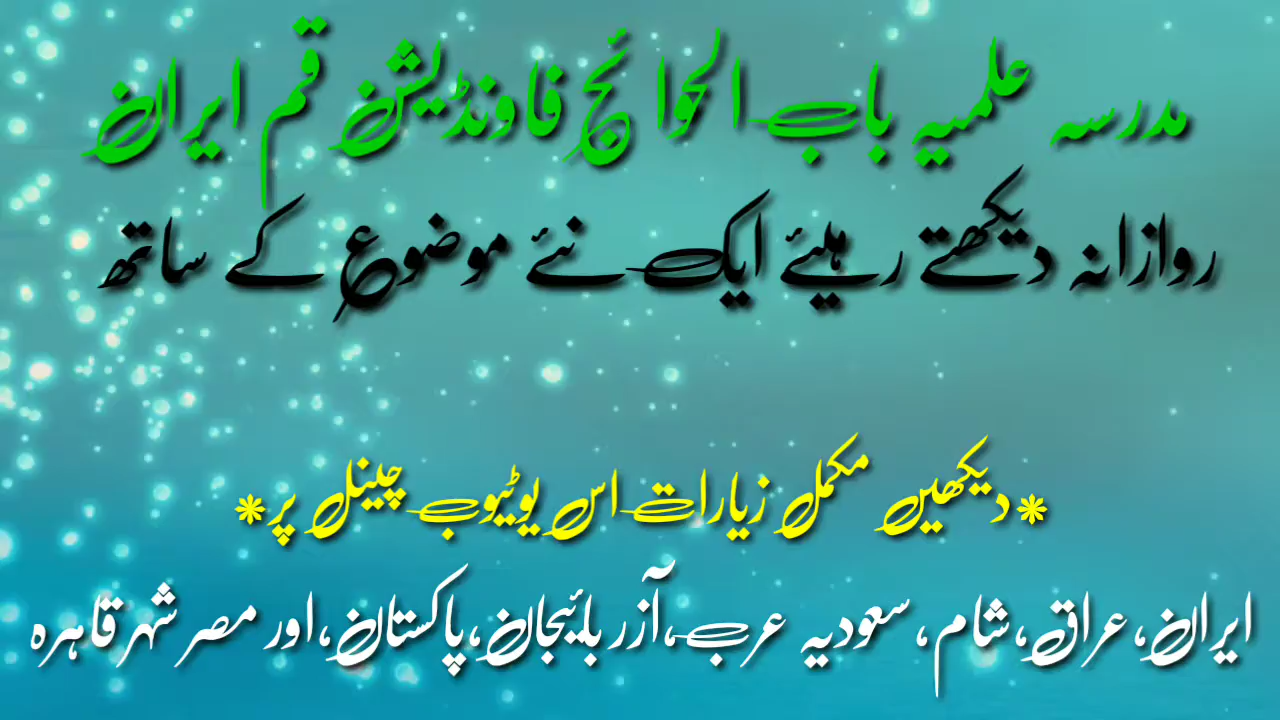 مدرسہ علمیہ باب الحوائج فاونڈیشن قم ایران
روازانہ دیکھتے رہیئے ایک نئے موضوع کے ساتھ
*دیکھیں مکمل زیارات اس یوٹیوب چینل پر*
ایران، عراق، شام، سعودیہ عرب، آذربائیجان، پاکستان، اور مصر شہر قاہرہ